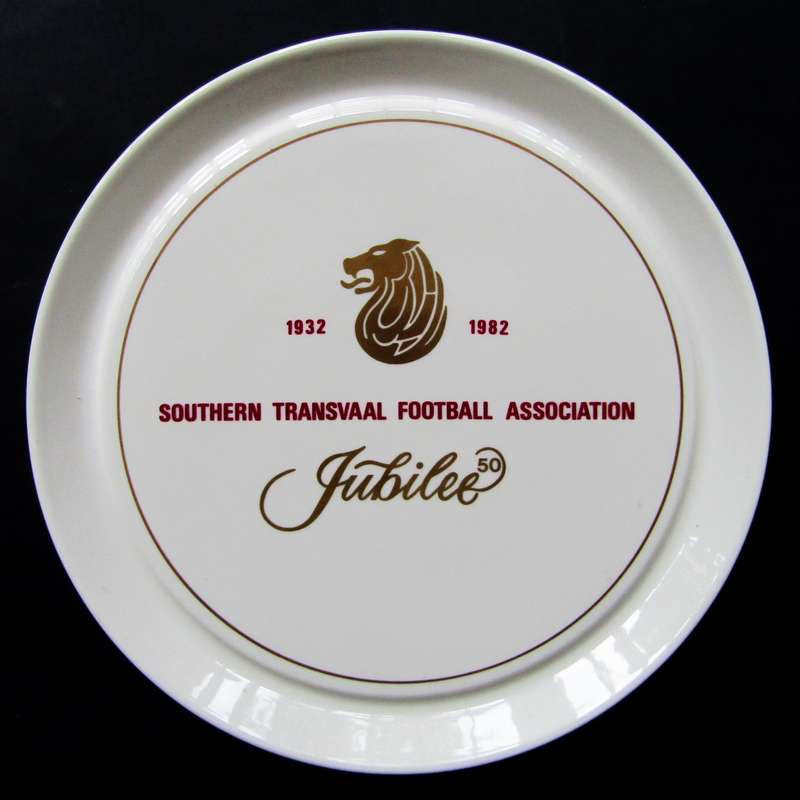 1932 1982
SOUTHERN TRANSVAAL FOOTBALL ASSOCIATION
Jubilee 50